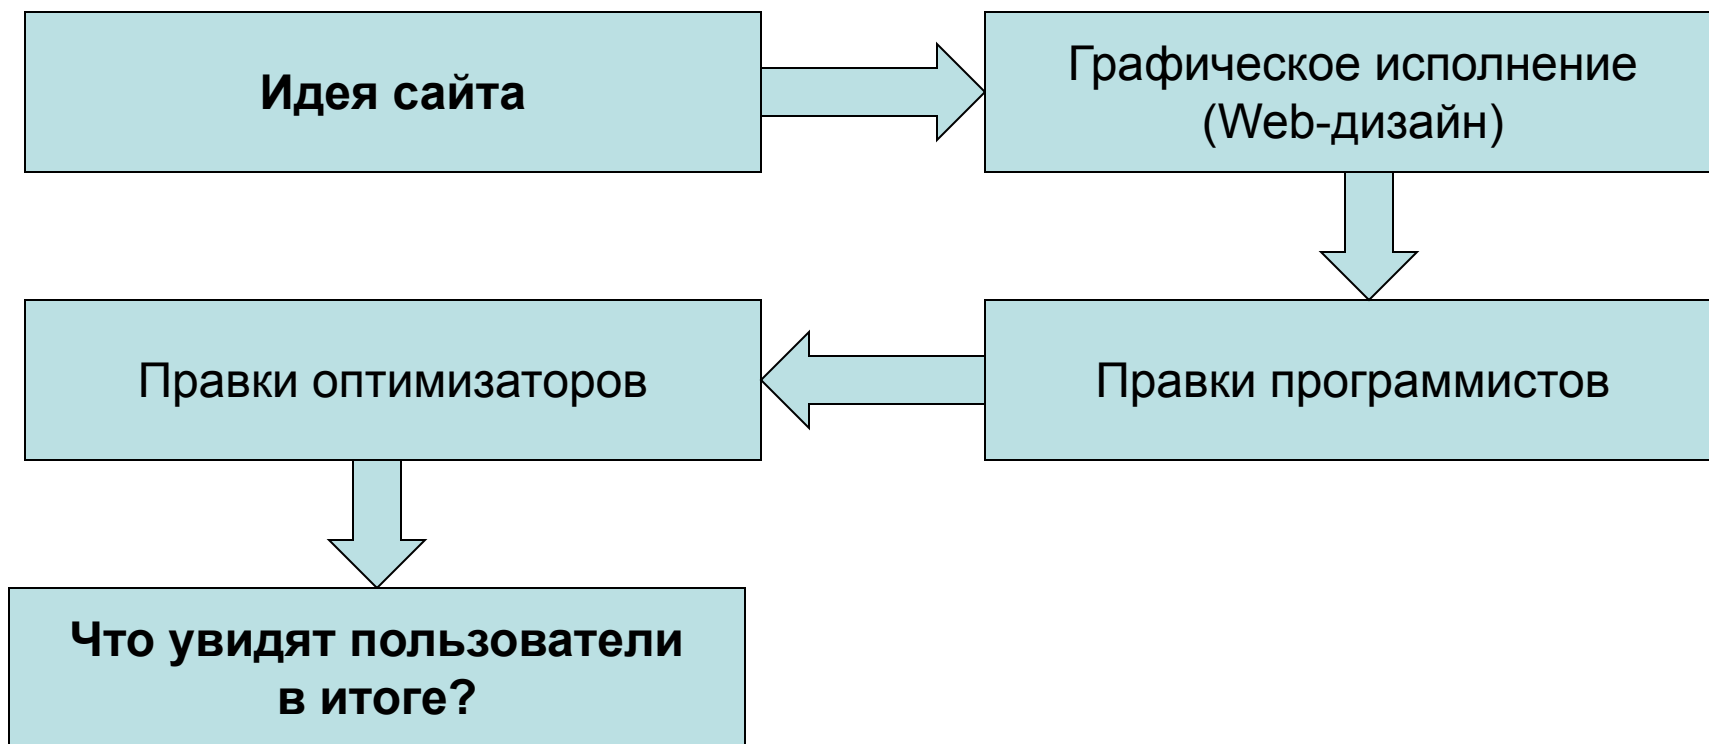 Идея сайта
Графическое исполнение
(Web-дизайн)
Правки оптимизаторов
Правки программистов
Что увидят пользователи
в итоге?